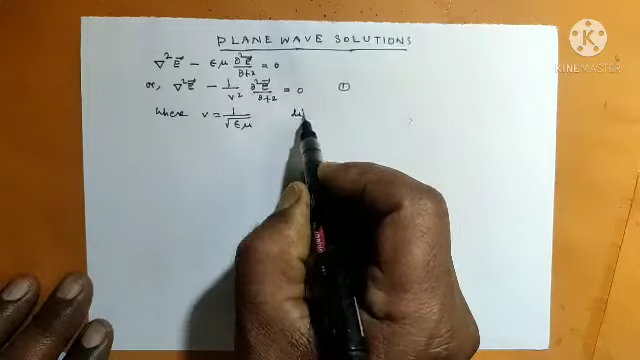 PLANE WAVE SOLUTIONS
∇²E⃗ - εμ ∂²E⃗/∂t² = 0
or, ∇²E⃗ - 1/v² ∂²E⃗/∂t² = 0 ①
where v = 1/√εμ
KINEMASTER